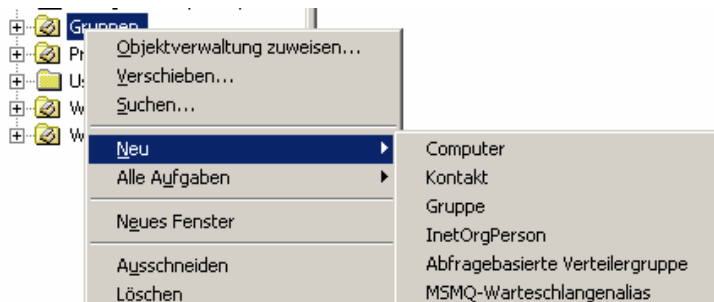 Gruppen
Objektverwaltung zuweisen...
Verschieben...
Suchen...
Neu
Alle Aufgaben
Neues Fenster
Ausschneiden
Löschen
Computer
Kontakt
Gruppe
InetOrgPerson
Abfragebasierte Verteilergruppe
MSMQ-Warteschlangenalias